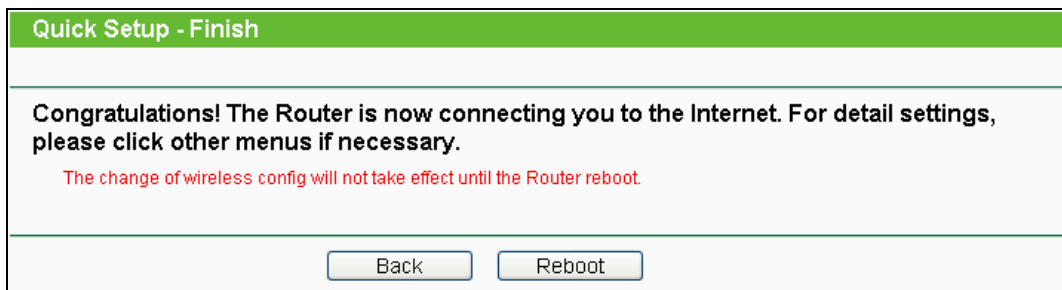 Quick Setup - Finish
Congratulations! The Router is now connecting you to the Internet. For detail settings,
please click other menus if necessary.
The change of wireless config will not take effect until the Router reboot.
Back Reboot